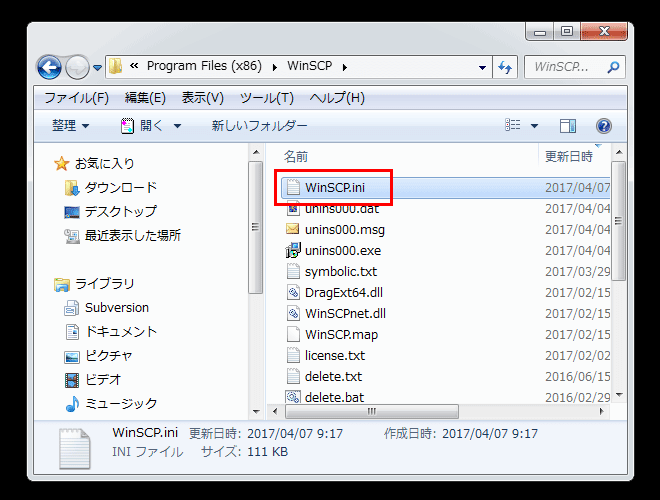 « Program Files (x86) WinSCP WinSCP...
ファイル(F) 編集(E) 表示(V) ツール(T) ヘルプ(H)
整理 開く 新しいフォルダー
お気に入り
ダウンロード
デスクトップ
最近表示した場所
ライブラリ
Subversion
ドキュメント
ピクチャ
ビデオ
ミュージック
名前 更新日時
WinSCP.ini 2017/04/07
unins000.dat 2017/04/04
unins000.msg 2017/04/04
unins000.exe 2017/04/04
symbolic.txt 2017/03/29
DragExt64.dll 2017/02/15
WinSCPnet.dll 2017/02/15
WinSCP.map 2017/02/15
license.txt 2017/02/02
delete.txt 2016/06/15
delete.bat 2016/02/29
WinSCP.ini 更新日時: 2017/04/07 9:17 作成日時: 2017/04/07 9:17
INI ファイル サイズ: 111 KB